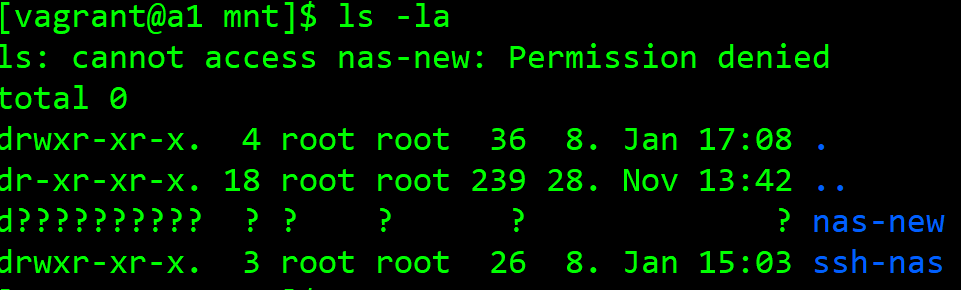 [vagrant@a1 mnt]$ ls -la
ls: cannot access nas-new: Permission denied
total 0
drwxr-xr-x.  4 root root  36  8. Jan 17:08 .
dr-xr-xr-x. 18 root root 239 28. Nov 13:42 ..
d??????????  ? ?    ?      ?             ? nas-new
drwxr-xr-x.  3 root root  26  8. Jan 15:03 ssh-nas